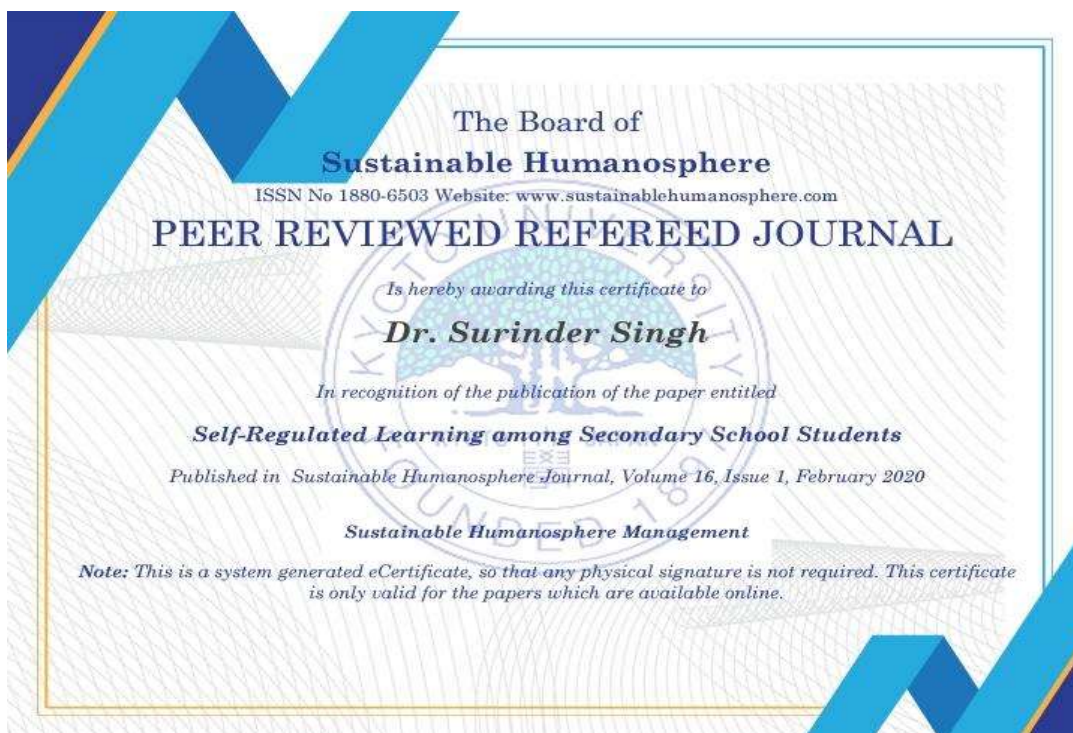 The Board of
Sustainable Humanosphere
ISSN No 1880-6503 Website: www.sustainablehumanosphere.com
PEER REVIEWED REFEREED JOURNAL
Is hereby awarding this certificate to
Dr. Surinder Singh
In recognition of the publication of the paper entitled
Self-Regulated Learning among Secondary School Students
Published in Sustainable Humanosphere Journal, Volume 16, Issue 1, February 2020
Sustainable Humanosphere Management
Note: This is a system generated eCertificate, so that any physical signature is not required. This certificate
is only valid for the papers which are available online.
KYOTO UNIVERSITY
FOUNDED 1897